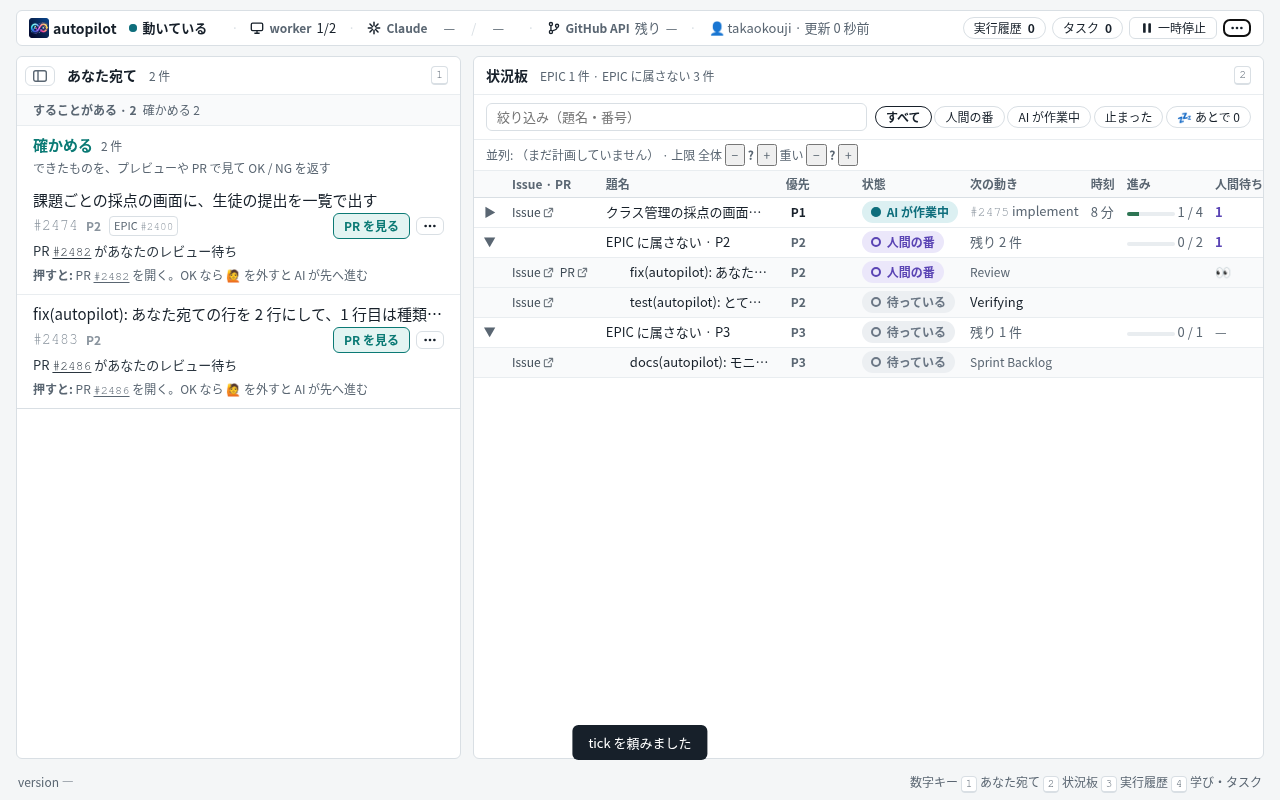 autopilot 動いている · worker 1/2 · Claude — / — · GitHub API 残り — · 👤 takaokouji · 更新 0 秒前 実行履歴 0 タスク 0 一時停止 ⋯
あなた宛て 2 件 1
することがある · 2 確かめる 2
確かめる 2 件
できたものを、プレビューや PR で見て OK / NG を返す
課題ごとの採点の画面に、生徒の提出を一覧で出す
#2474 P2 EPIC #2400 PR を見る ⋯
PR #2482 があなたのレビュー待ち
押すと: PR #2482 を開く。OK なら 🙋 を外すと AI が先へ進む
fix(autopilot): あなた宛ての行を 2 行にして、1 行目は種類…
#2483 P2 PR を見る ⋯
PR #2486 があなたのレビュー待ち
押すと: PR #2486 を開く。OK なら 🙋 を外すと AI が先へ進む
状況板 EPIC 1 件 · EPIC に属さない 3 件 2
絞り込み（題名・番号） すべて 人間の番 AI が作業中 止まった 💤 あとで 0
並列: （まだ計画していません） · 上限 全体 − ? + 重い − ? +
Issue · PR 題名 優先 状態 次の動き 時刻 進み 人間待ち
▶ Issue クラス管理の採点の画面… P1 AI が作業中 #2475 implement 8 分 1 / 4 1
▼ EPIC に属さない · P2 P2 人間の番 残り 2 件 0 / 2 1
Issue PR fix(autopilot): あなた… P2 人間の番 Review 👀
Issue test(autopilot): とて… P2 待っている Verifying
▼ EPIC に属さない · P3 P3 待っている 残り 1 件 0 / 1 —
Issue docs(autopilot): モニ… P3 待っている Sprint Backlog
tick を頼みました
version —
数字キー 1 あなた宛て 2 状況板 3 実行履歴 4 学び・タスク